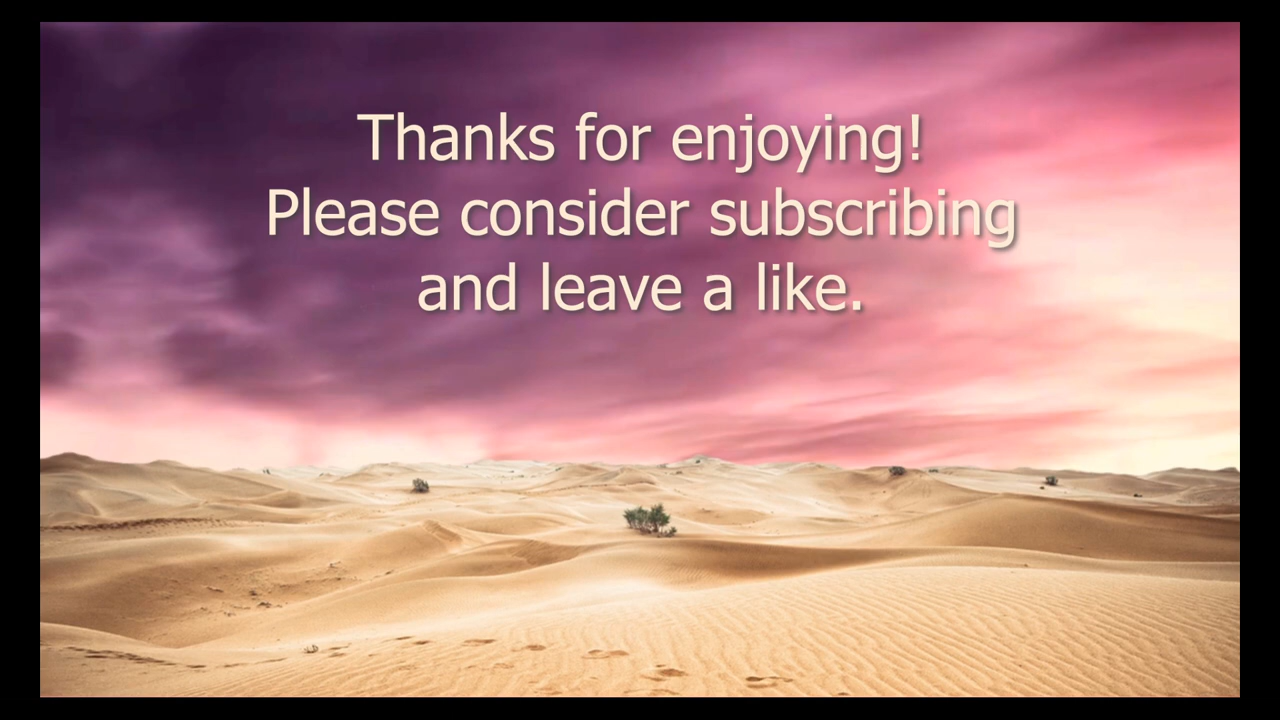 Thanks for enjoying!
Please consider subscribing
and leave a like.